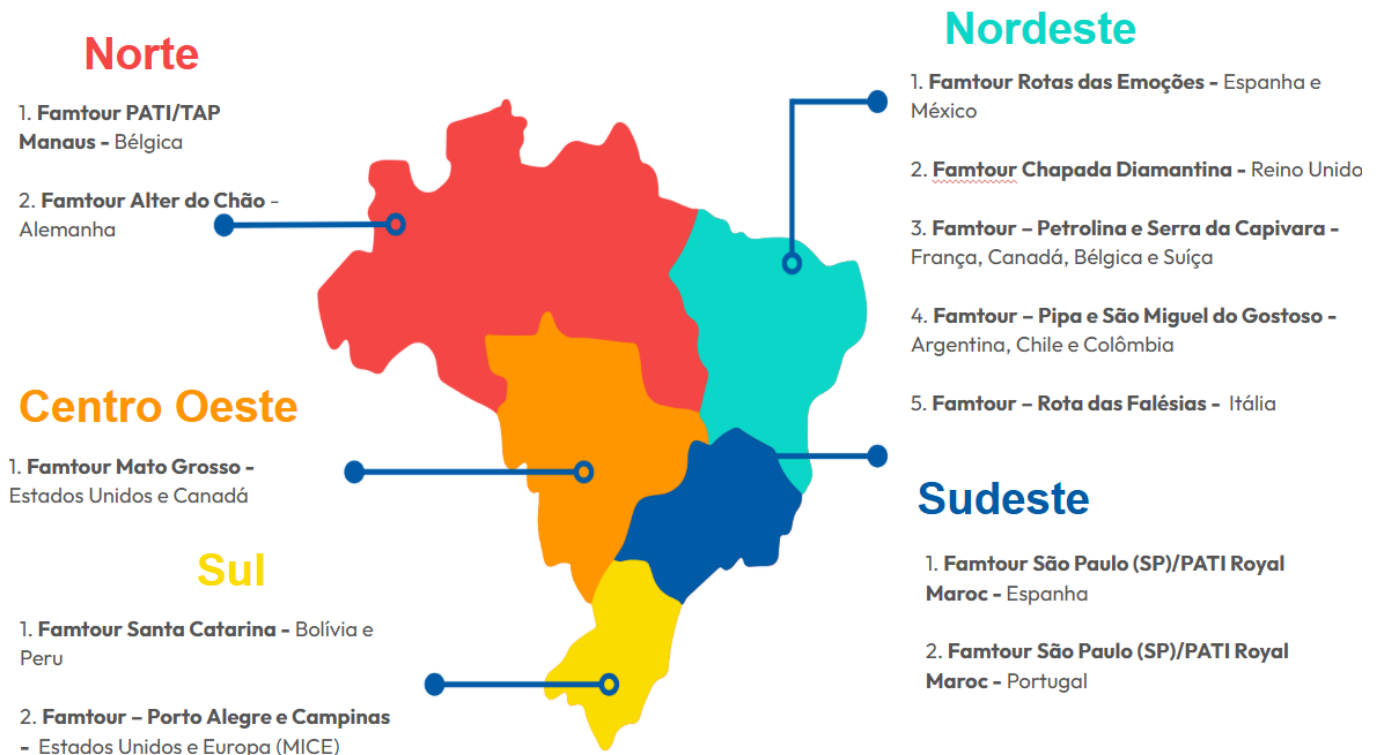 Norte
1. Famtour PATI/TAP
Manaus - Bélgica
2. Famtour Alter do Chão -
Alemanha
Centro Oeste
1. Famtour Mato Grosso -
Estados Unidos e Canadá
Sul
1. Famtour Santa Catarina - Bolívia e
Peru
2. Famtour – Porto Alegre e Campinas
- Estados Unidos e Europa (MICE)
Nordeste
1. Famtour Rotas das Emoções - Espanha e
México
2. Famtour Chapada Diamantina - Reino Unido
3. Famtour – Petrolina e Serra da Capivara -
França, Canadá, Bélgica e Suíça
4. Famtour – Pipa e São Miguel do Gostoso -
Argentina, Chile e Colômbia
5. Famtour – Rota das Falésias - Itália
Sudeste
1. Famtour São Paulo (SP)/PATI Royal
Maroc - Espanha
2. Famtour São Paulo (SP)/PATI Royal
Maroc - Portugal